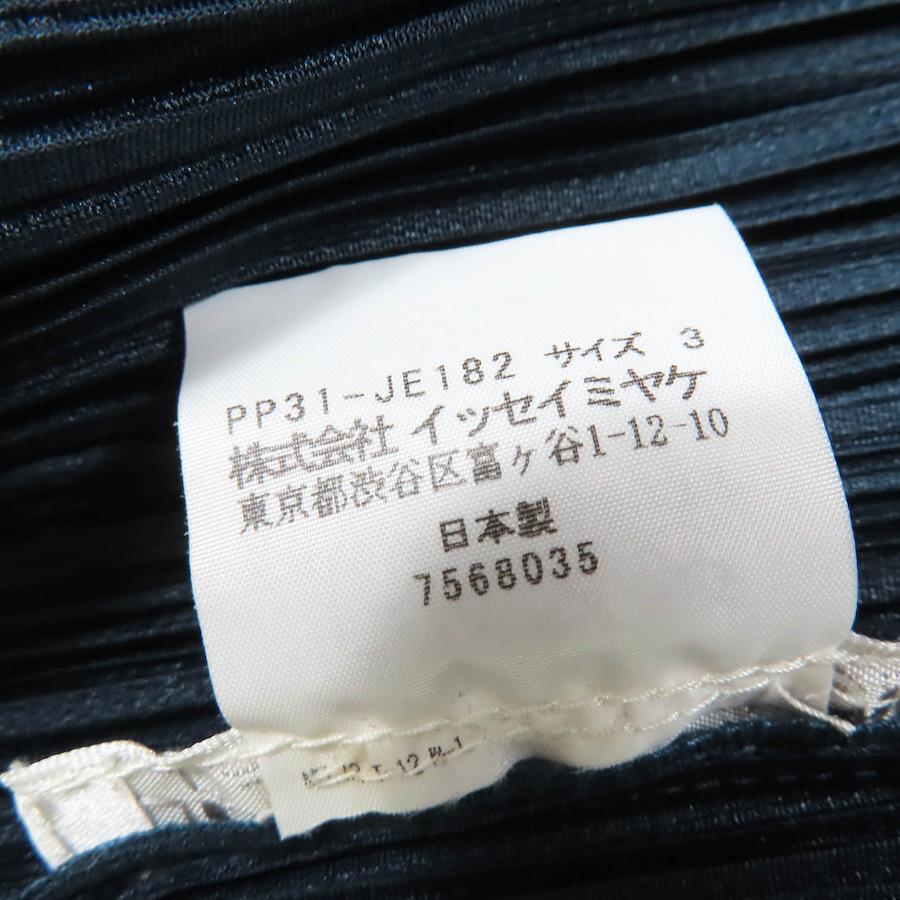 PP31-JE182 サイズ 3
株式会社 イッセイミヤケ
東京都渋谷区富ヶ谷1-12-10
日本製
7568035